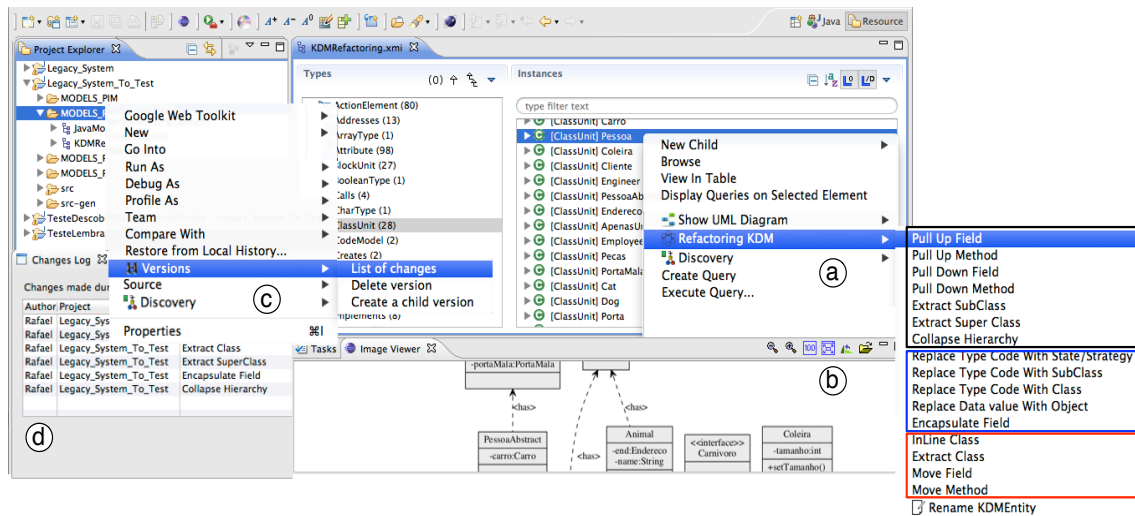 Java
Resource
Project Explorer
Legacy_System
Legacy_System_To_Test
MODELS_PIM
MODELS_P
JavaMo
KDMRe
MODELS_F
MODELS_F
src
src-gen
TesteDescob
TesteLembra
Google Web Toolkit
New
Go Into
Run As
Debug As
Profile As
Team
Compare With
Restore from Local History...
Versions
Source
Discovery
Properties
⌘I
List of changes
Delete version
Create a child version
KDMRefactoring.xmi
Types
(0)
ActionElement (80)
Addresses (13)
ArrayType (1)
Attribute (98)
BlockUnit (27)
BooleanType (1)
Calls (4)
CharType (1)
ClassUnit (28)
CodeModel (2)
Creates (2)
Implements (8)
Instances
type filter text
[ClassUnit] Carro
[ClassUnit] Pessoa
[ClassUnit] Coleira
[ClassUnit] Cliente
[ClassUnit] Engineer
[ClassUnit] PessoaAb
[ClassUnit] Endereco
[ClassUnit] ApenasUn
[ClassUnit] Employee
[ClassUnit] Pecas
[ClassUnit] PortaMala
[ClassUnit] Cat
[ClassUnit] Dog
[ClassUnit] Porta
New Child
Browse
View In Table
Display Queries on Selected Element
Show UML Diagram
Refactoring KDM
Discovery
Create Query
Execute Query...
a
Pull Up Field
Pull Up Method
Pull Down Field
Pull Down Method
Extract SubClass
Extract Super Class
Collapse Hierarchy
Replace Type Code With State/Strategy
Replace Type Code With SubClass
Replace Type Code With Class
Replace Data value With Object
Encapsulate Field
InLine Class
Extract Class
Move Field
Move Method
Rename KDMEntity
c
Changes Log
Changes made dur
Author Project
Rafael Legacy_Sys
Rafael Legacy_Sys
Rafael Legacy_System_To_Test Extract Class
Rafael Legacy_System_To_Test Extract SuperClass
Rafael Legacy_System_To_Test Encapsulate Field
Rafael Legacy_System_To_Test Collapse Hierarchy
d
Tasks
Image Viewer
b
-portaMala:PortaMala
<has>
<has>
<has>
PessoaAbstract
-carro:Carro
Animal
-end:Endereco
-name:String
<<interface>>
Carnivoro
Coleira
-tamanho:int
+setTamanho()